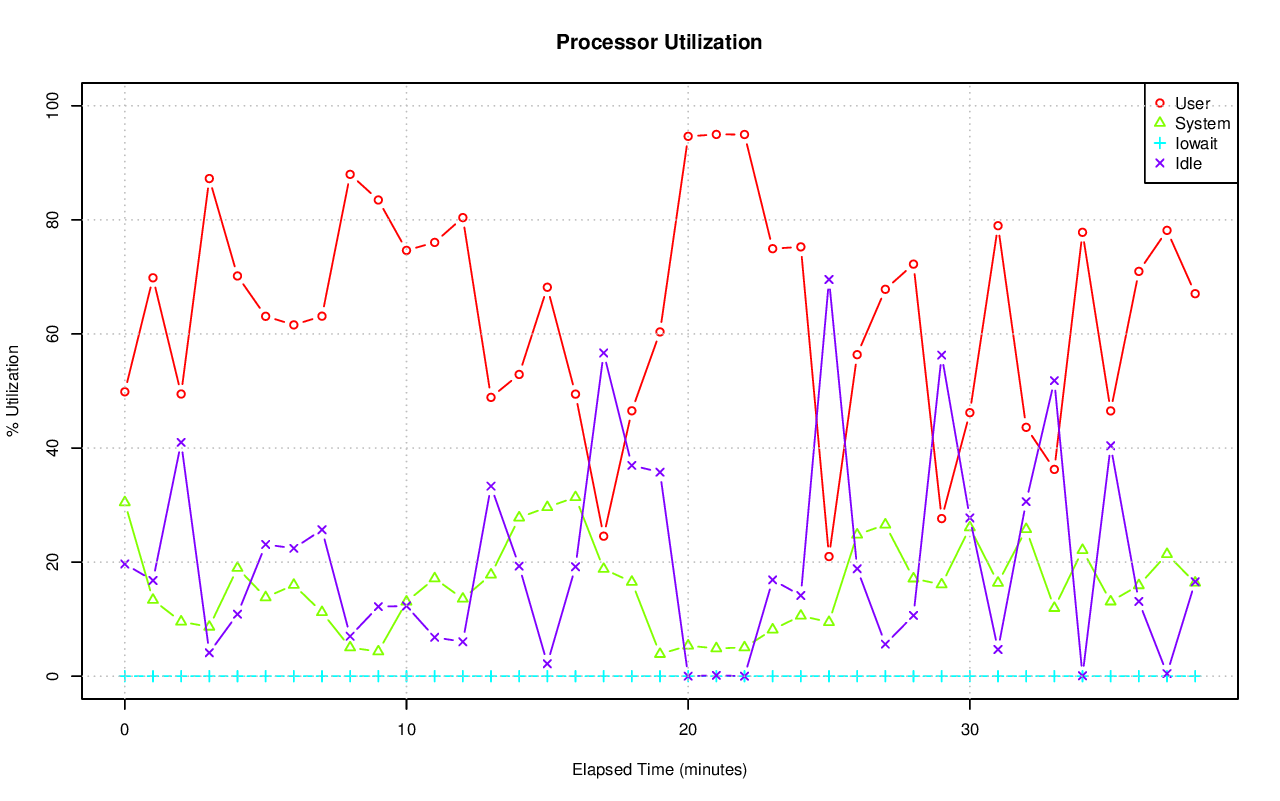 Processor Utilization
User
System
Iowait
Idle
% Utilization
100
80
60
40
20
0
0 10 20 30
Elapsed Time (minutes)